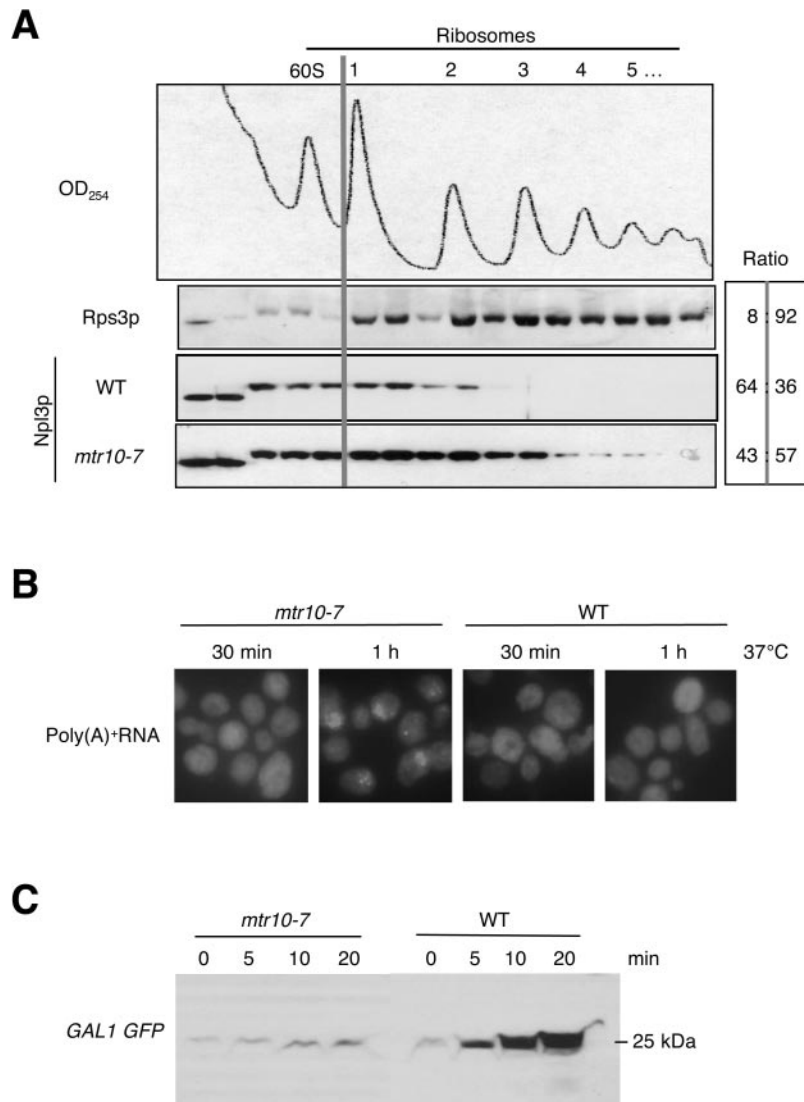 A
Ribosomes
60S 1 2 3 4 5 ...
OD254
Ratio
Rps3p 8 : 92
Npl3p
WT 64 : 36
mtr10-7 43 : 57
B
mtr10-7 WT
30 min 1 h 30 min 1 h 37°C
Poly(A)+RNA
C
mtr10-7 WT
0 5 10 20 0 5 10 20 min
GAL1 GFP 25 kDa